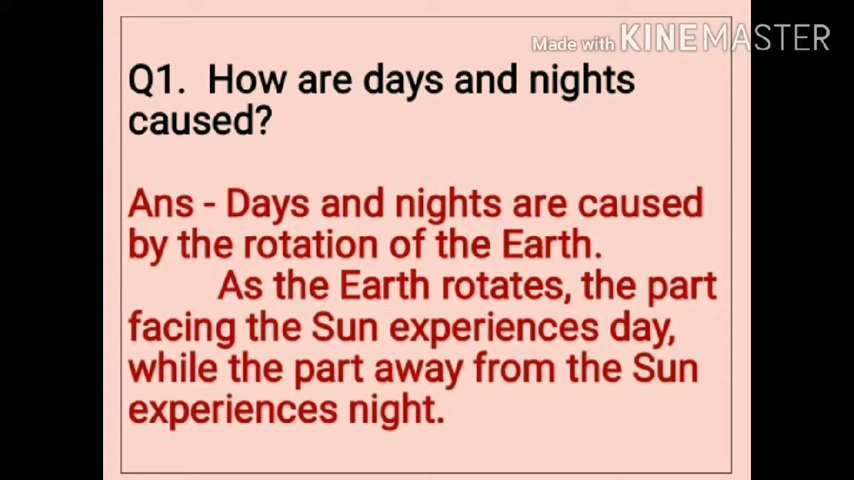 Made with KINEMASTER
Q1. How are days and nights
caused?
Ans - Days and nights are caused
by the rotation of the Earth.
As the Earth rotates, the part
facing the Sun experiences day,
while the part away from the Sun
experiences night.